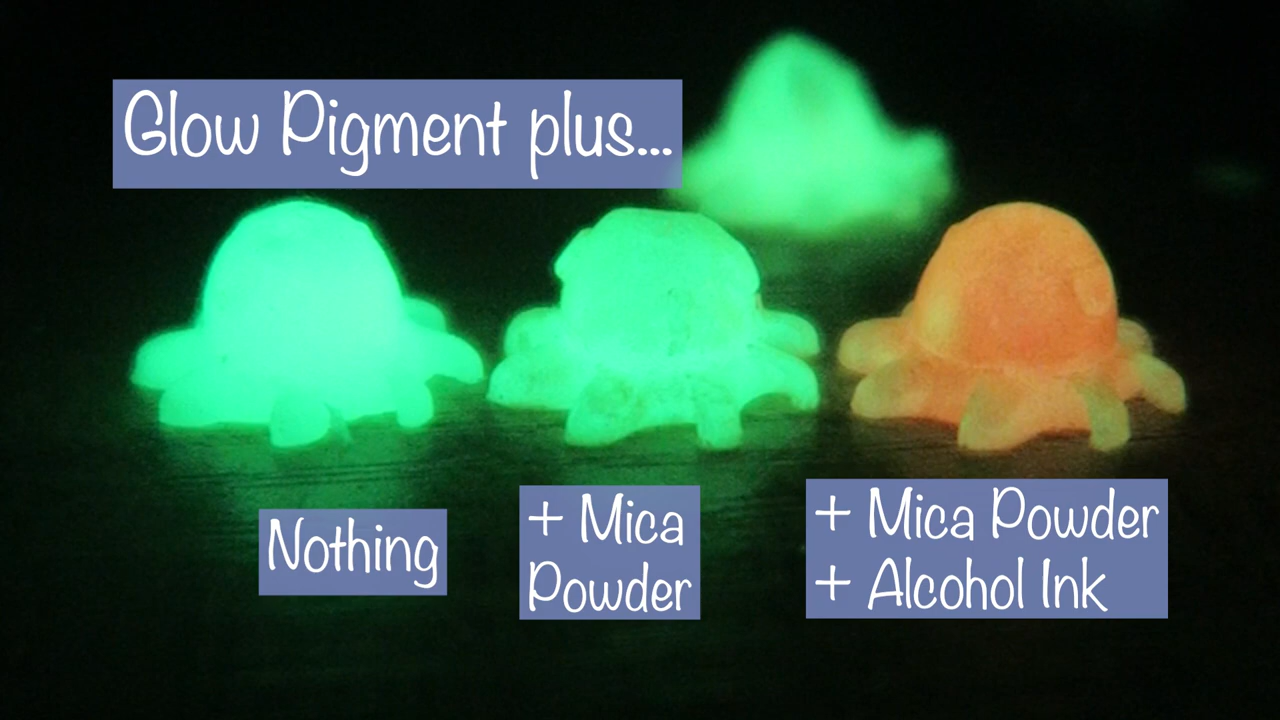 Glow Pigment plus...
Nothing
+ Mica
Powder
+ Mica Powder
+ Alcohol Ink